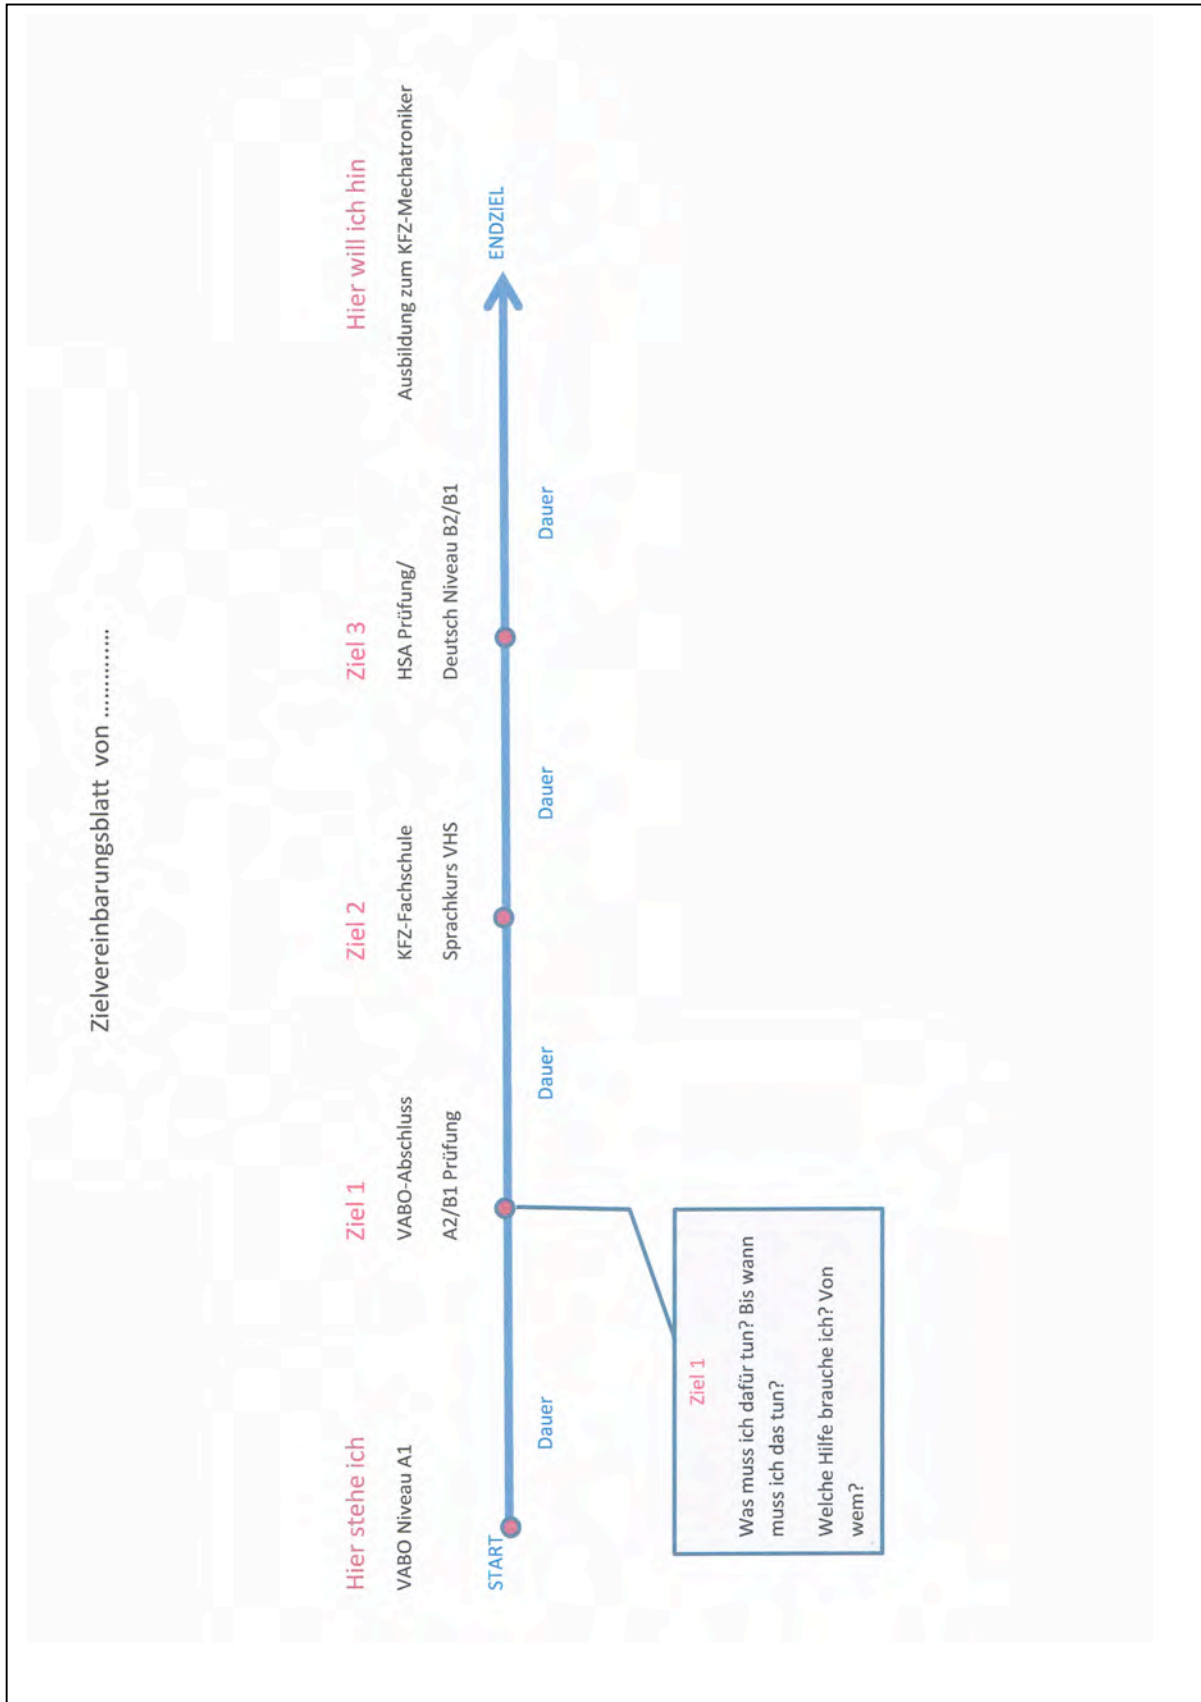 Zielvereinbarungsblatt von .............
Hier stehe ich
VABO Niveau A1
Ziel 1
VABO-Abschluss
A2/B1 Prüfung
Ziel 2
KFZ-Fachschule
Sprachkurs VHS
Ziel 3
HSA Prüfung/
Deutsch Niveau B2/B1
Hier will ich hin
Ausbildung zum KFZ-Mechatroniker
START
ENDZIEL
Dauer
Dauer
Dauer
Dauer
Ziel 1
Was muss ich dafür tun? Bis wann
muss ich das tun?
Welche Hilfe brauche ich? Von
wem?